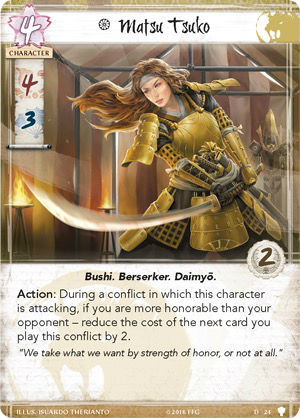 4
Matsu Tsuko
CHARACTER
4
3
2
Bushi. Berserker. Daimyō.
Action: During a conflict in which this character
is attacking, if you are more honorable than your
opponent – reduce the cost of the next card you
play this conflict by 2.
"We take what we want by strength of honor, or not at all."
ILLUS. ISUARDO THERIANTO
©2018 FFG
D 24